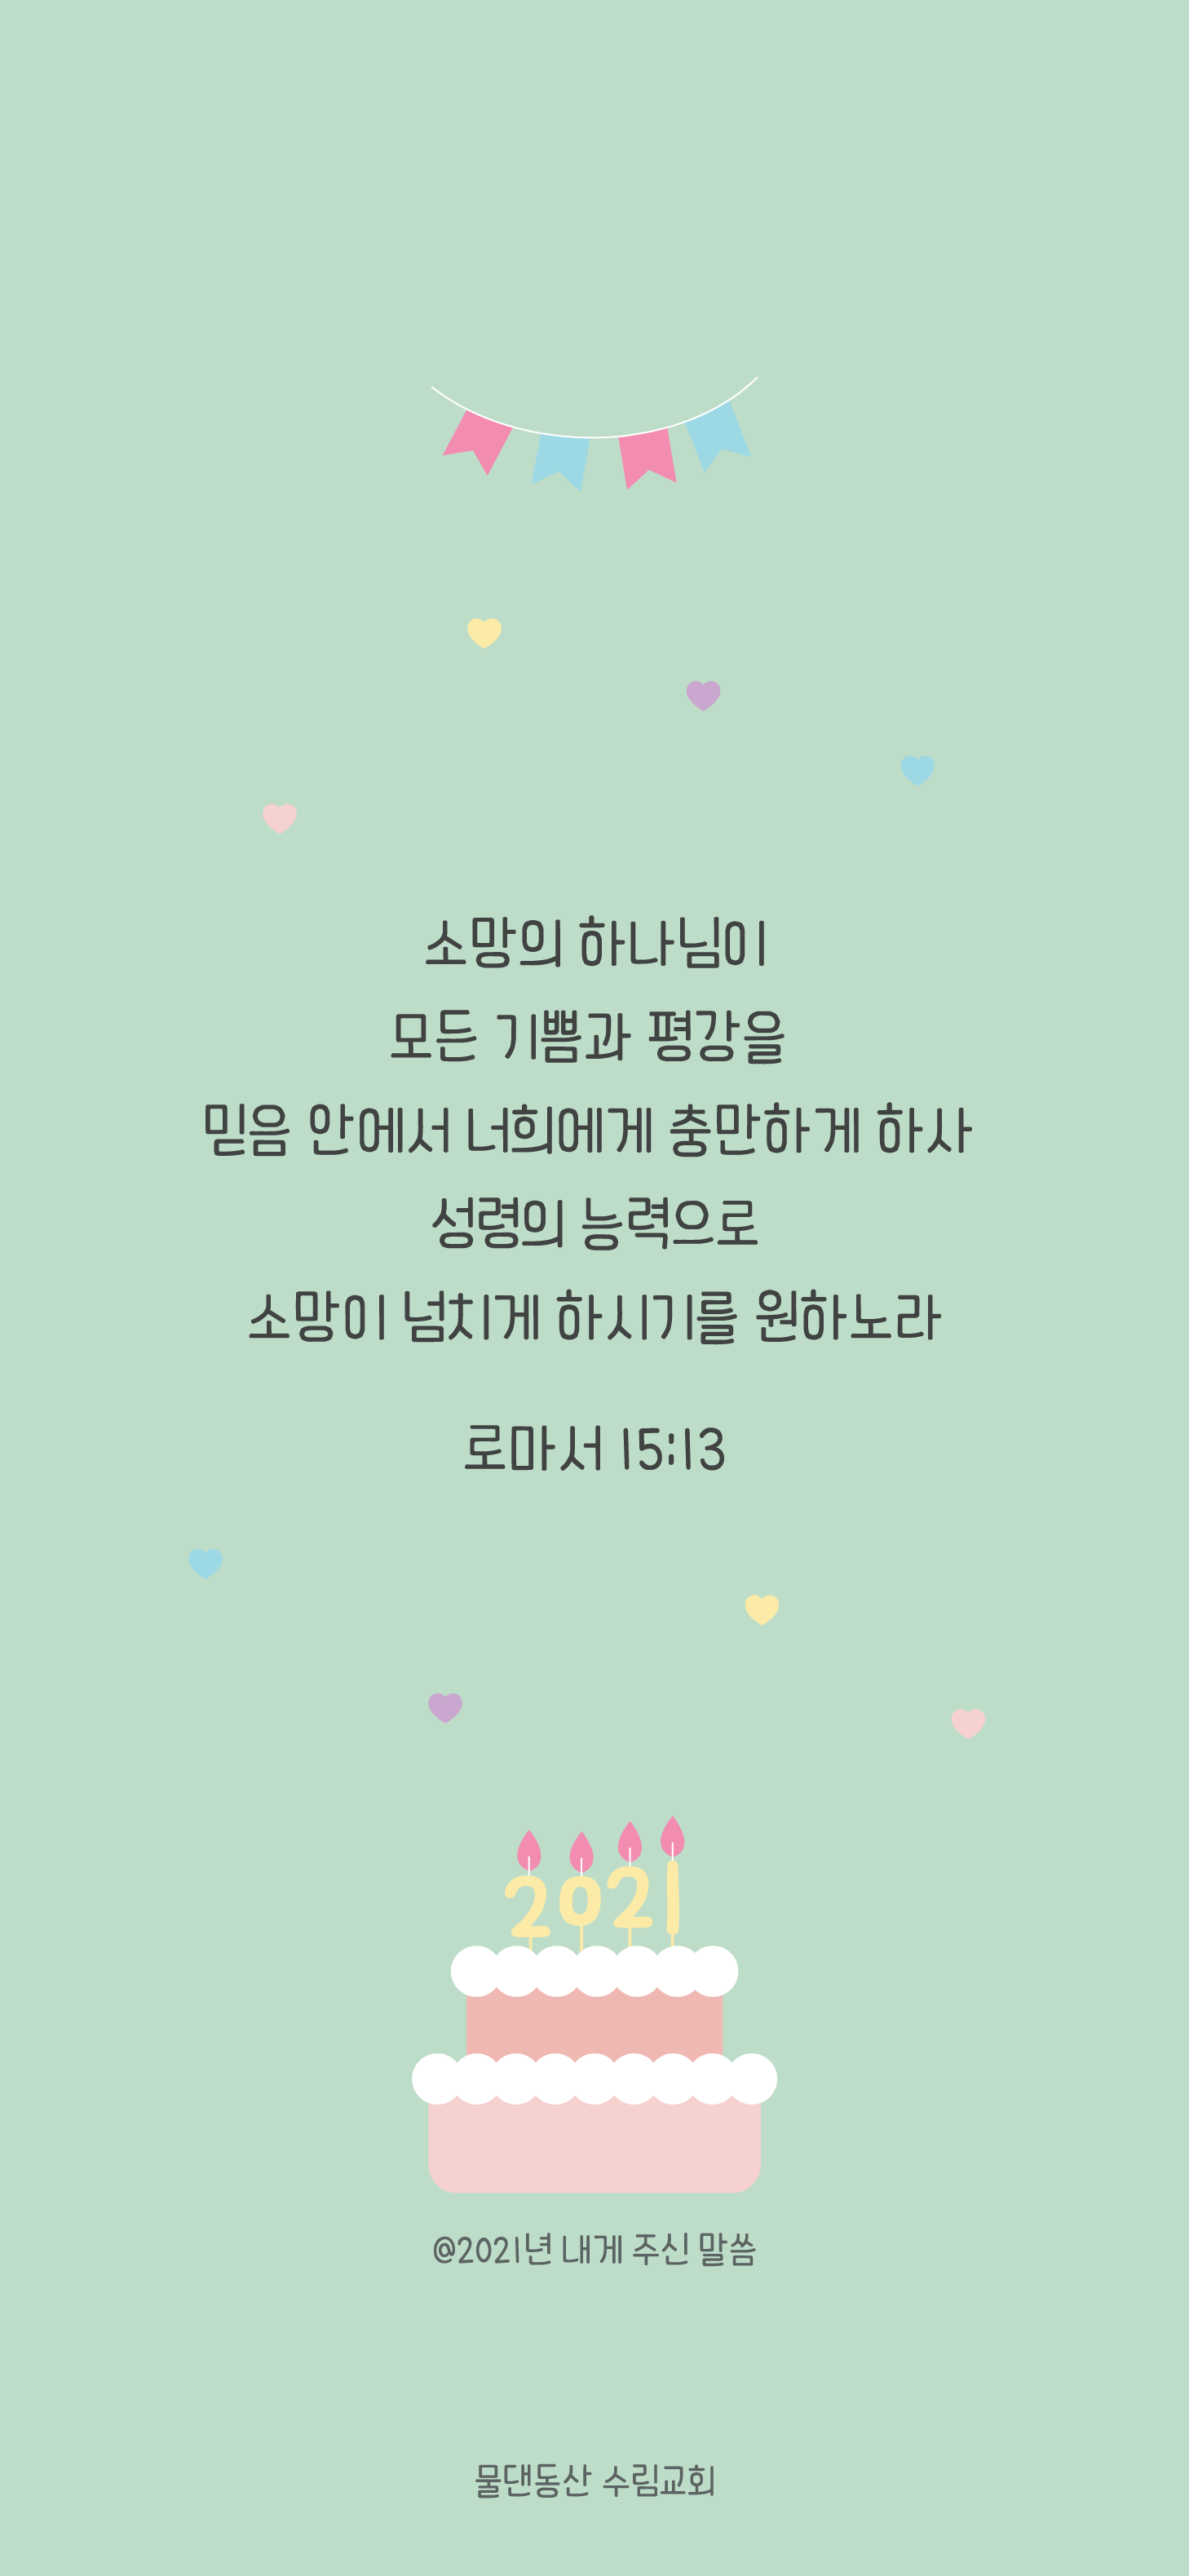 소망의 하나님이
모든 기쁨과 평강을
믿음 안에서 너희에게 충만하게 하사
성령의 능력으로
소망이 넘치게 하시기를 원하노라
로마서 15:13
2021
@2021년 내게 주신 말씀
물댄동산 수림교회